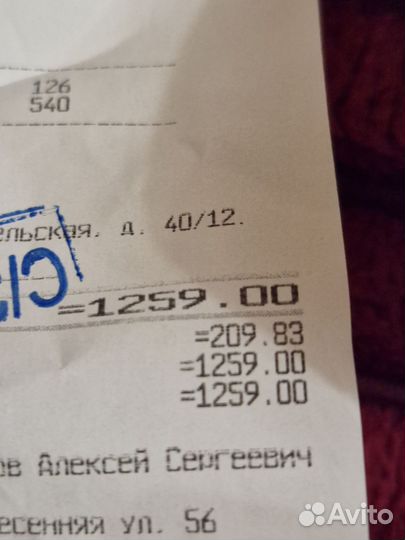 126
540
ельская, д. 40/12.
=1259.00
=209.83
=1259.00
=1259.00
ов Алексей Сергеевич
есенняя ул. 56
Avito